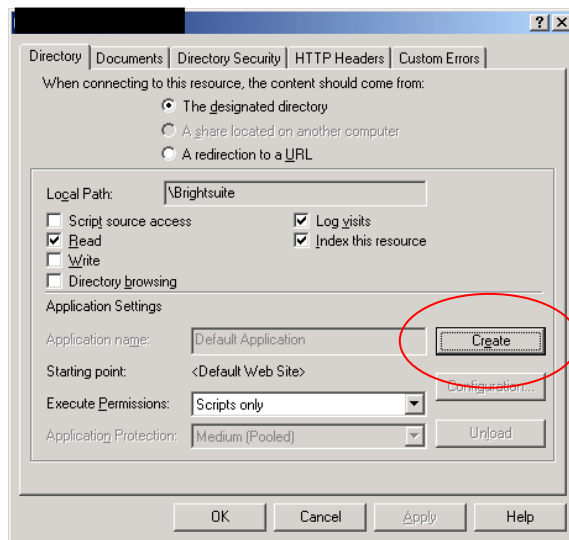 Directory Documents Directory Security HTTP Headers Custom Errors
When connecting to this resource, the content should come from:
The designated directory
A share located on another computer
A redirection to a URL
Local Path: \Brightsuite
Script source access Log visits
Read Index this resource
Write
Directory browsing
Application Settings
Application name: Default Application Create
Starting point: <Default Web Site>
Configuration...
Execute Permissions: Scripts only
Application Protection: Medium (Pooled) Unload
OK Cancel Apply Help